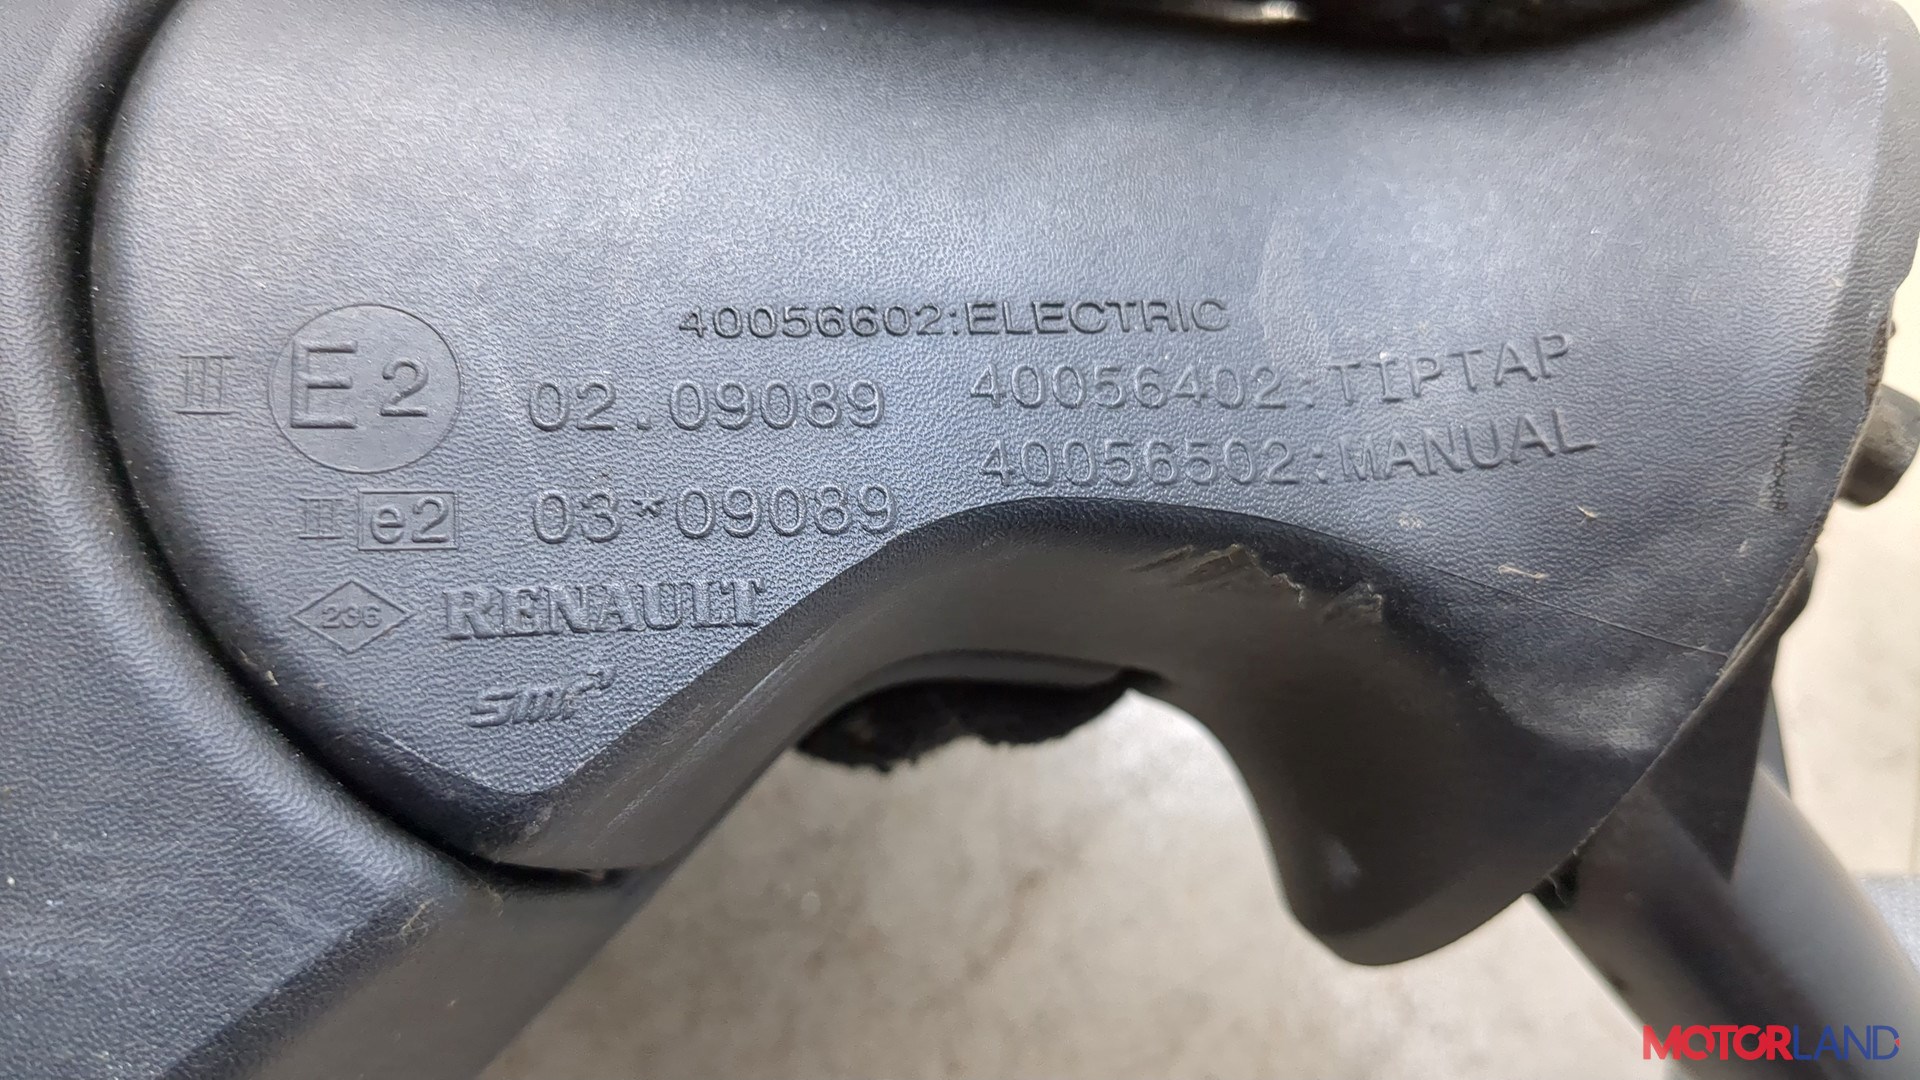 40056602:ELECTRIC
III E2 02.09089 40056402:TIPTAP
40056502:MANUAL
III e2 03*09089
236 RENAULT
MOTORLAND